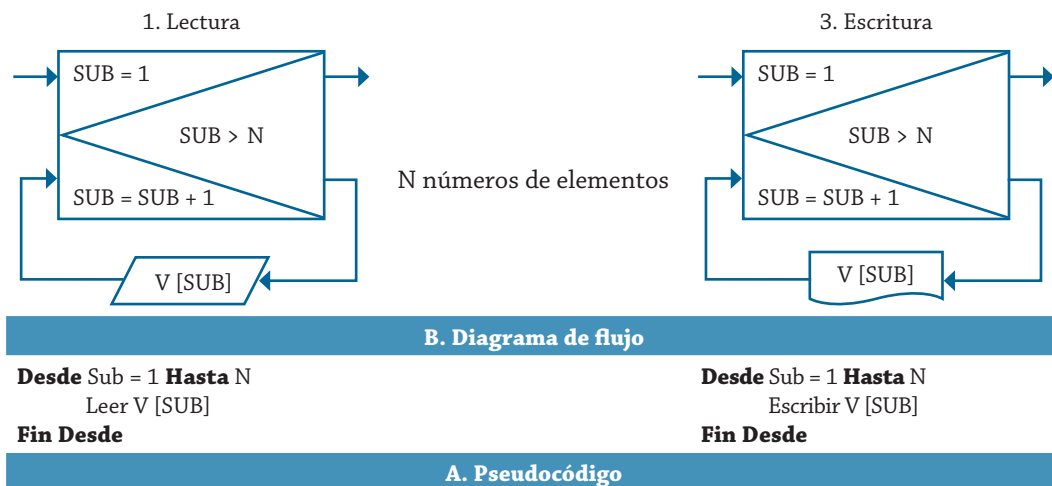 1. Lectura
SUB = 1
SUB > N
SUB = SUB + 1
V [SUB]
N números de elementos
3. Escritura
SUB = 1
SUB > N
SUB = SUB + 1
V [SUB]
B. Diagrama de flujo
Desde Sub = 1 Hasta N
Leer V [SUB]
Fin Desde
Desde Sub = 1 Hasta N
Escribir V [SUB]
Fin Desde
A. Pseudocódigo